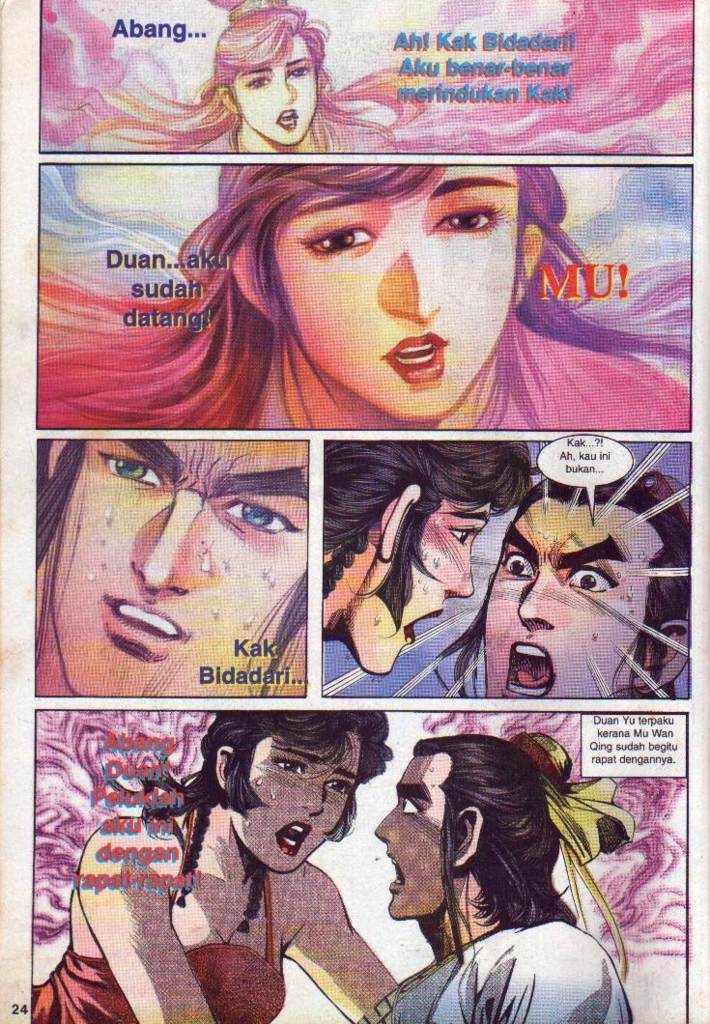 Abang...
Ah! Kak Bidadari!
Aku benar-benar
merindukan Kak!
Duan...aku
sudah
datang!
MU!
Kak
Bidadari...
Kak...?!
Ah, kau ini
bukan...
Abang
Duan!
Peluklah
aku ini
dengan
rapat-rapat!
Duan Yu terpaku
kerana Mu Wan
Qing sudah begitu
rapat dengannya.
24